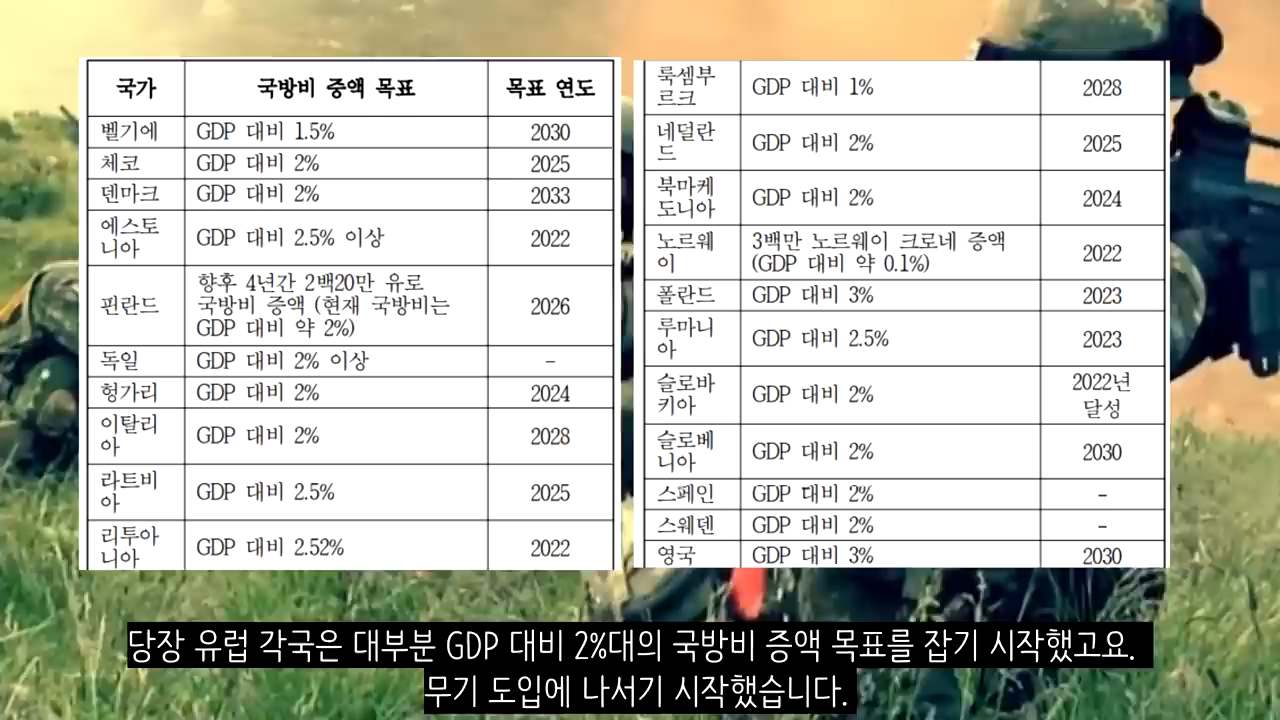 국가 국방비 증액 목표 목표 연도
벨기에 GDP 대비 1.5% 2030
체코 GDP 대비 2% 2025
덴마크 GDP 대비 2% 2033
에스토
니아 GDP 대비 2.5% 이상 2022
향후 4년간 2백20만 유로
핀란드 국방비 증액 (현재 국방비는 2026
GDP 대비 약 2%)
독일 GDP 대비 2% 이상 -
헝가리 GDP 대비 2% 2024
이탈리
아 GDP 대비 2% 2028
라트비
아 GDP 대비 2.5% 2025
리투아
니아 GDP 대비 2.52% 2022
룩셈부
르크 GDP 대비 1% 2028
네덜란
드 GDP 대비 2% 2025
북마케
도니아 GDP 대비 2% 2024
노르웨 3백만 노르웨이 크로네 증액
이 (GDP 대비 약 0.1%) 2022
폴란드 GDP 대비 3% 2023
루마니
아 GDP 대비 2.5% 2023
슬로바 2022년
키아 GDP 대비 2% 달성
슬로베
니아 GDP 대비 2% 2030
스페인 GDP 대비 2% -
스웨덴 GDP 대비 2% -
영국 GDP 대비 3% 2030
당장 유럽 각국은 대부분 GDP 대비 2%대의 국방비 증액 목표를 잡기 시작했고요.
무기 도입에 나서기 시작했습니다.